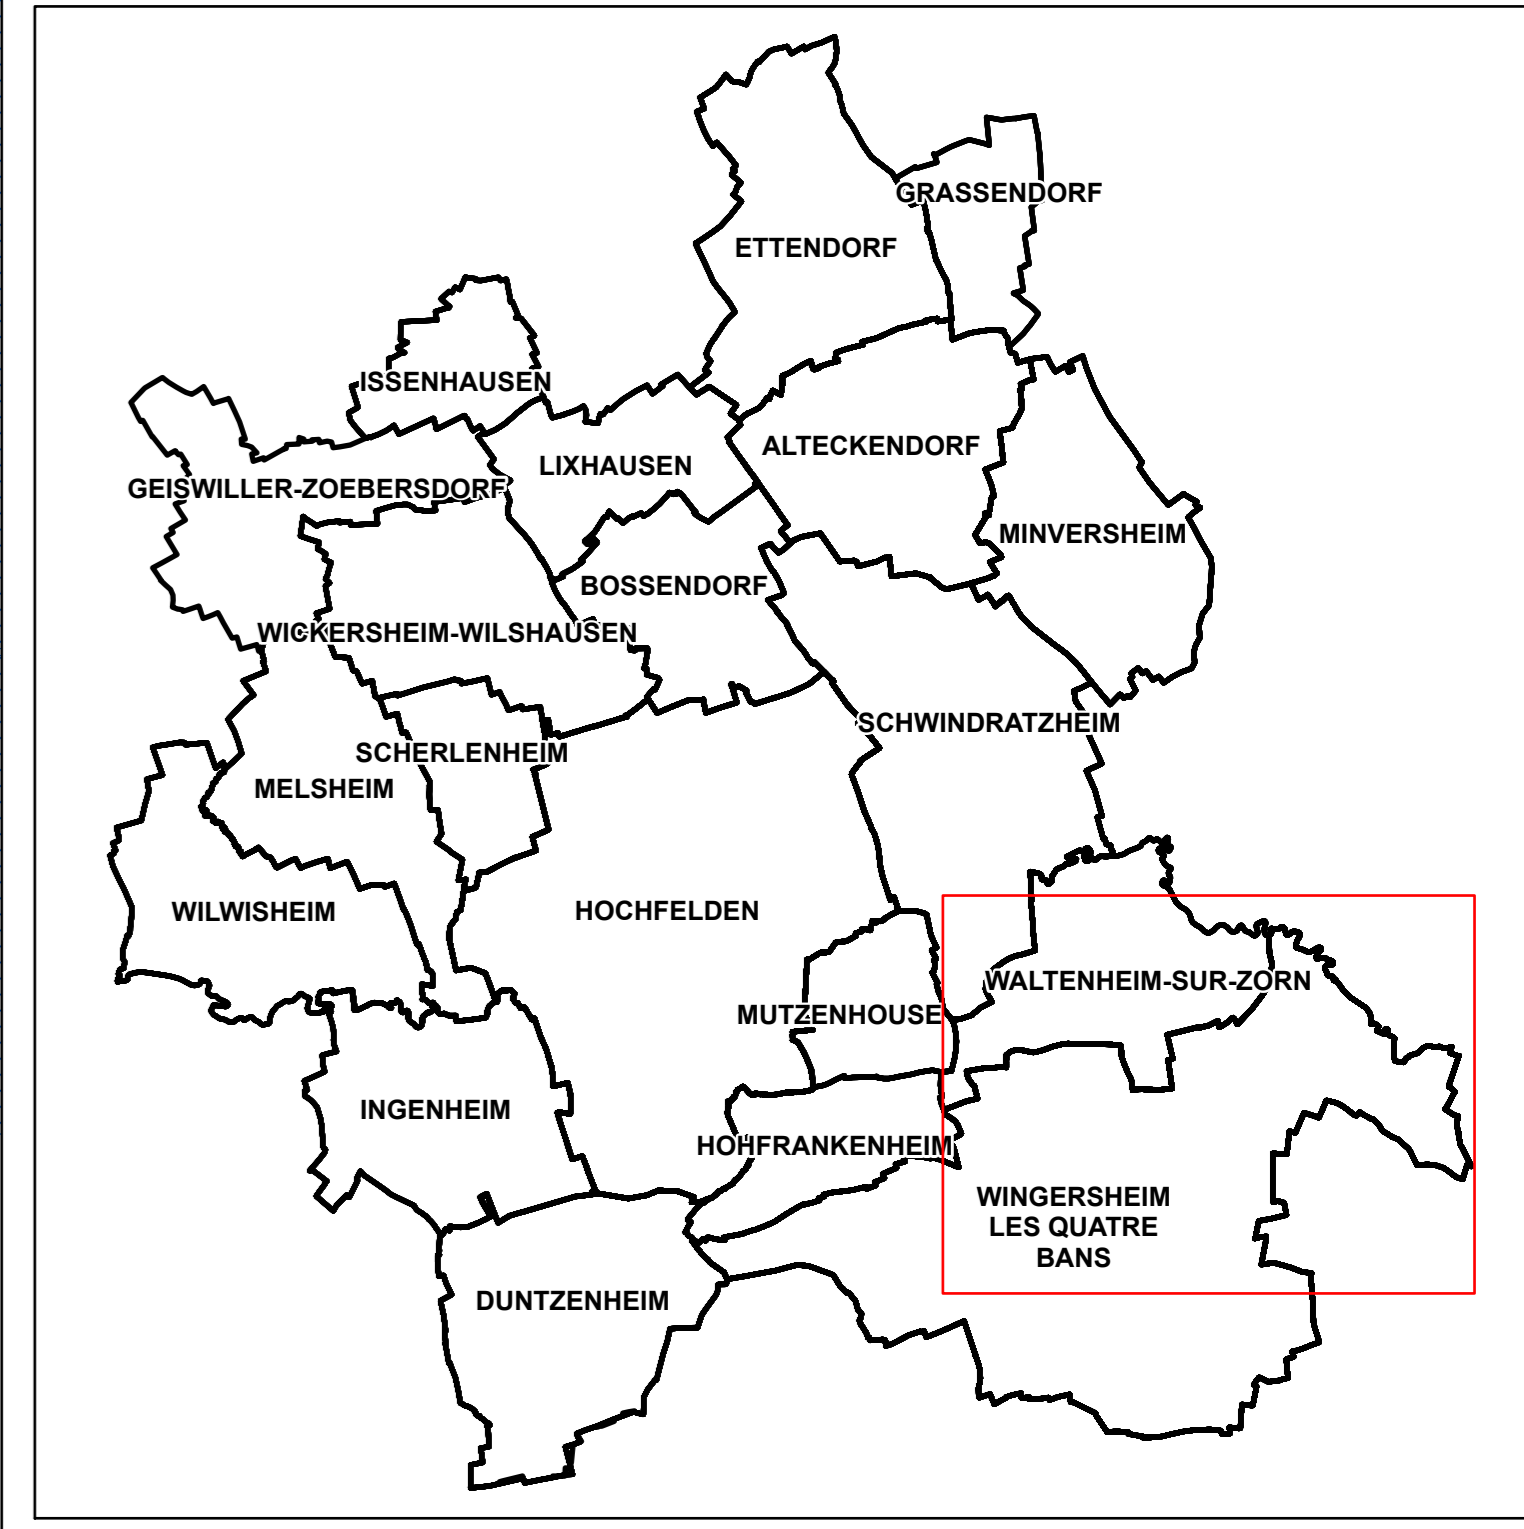 GRASSENDORF
ETTENDORF
ISSENHAUSEN
ALTECKENDORF
LIXHAUSEN
GEISWILLER-ZOEBERSDORF
MINVERSHEIM
BOSSENDORF
WICKERSHEIM-WILSHAUSEN
SCHWINDRATZHEIM
SCHERLENHEIM
MELSHEIM
WILWISHEIM
HOCHFELDEN
WALTENHEIM-SUR-ZORN
MUTZENHOUSE
INGENHEIM
HOHFRANKENHEIM
WINGERSHEIM
LES QUATRE
BANS
DUNTZENHEIM